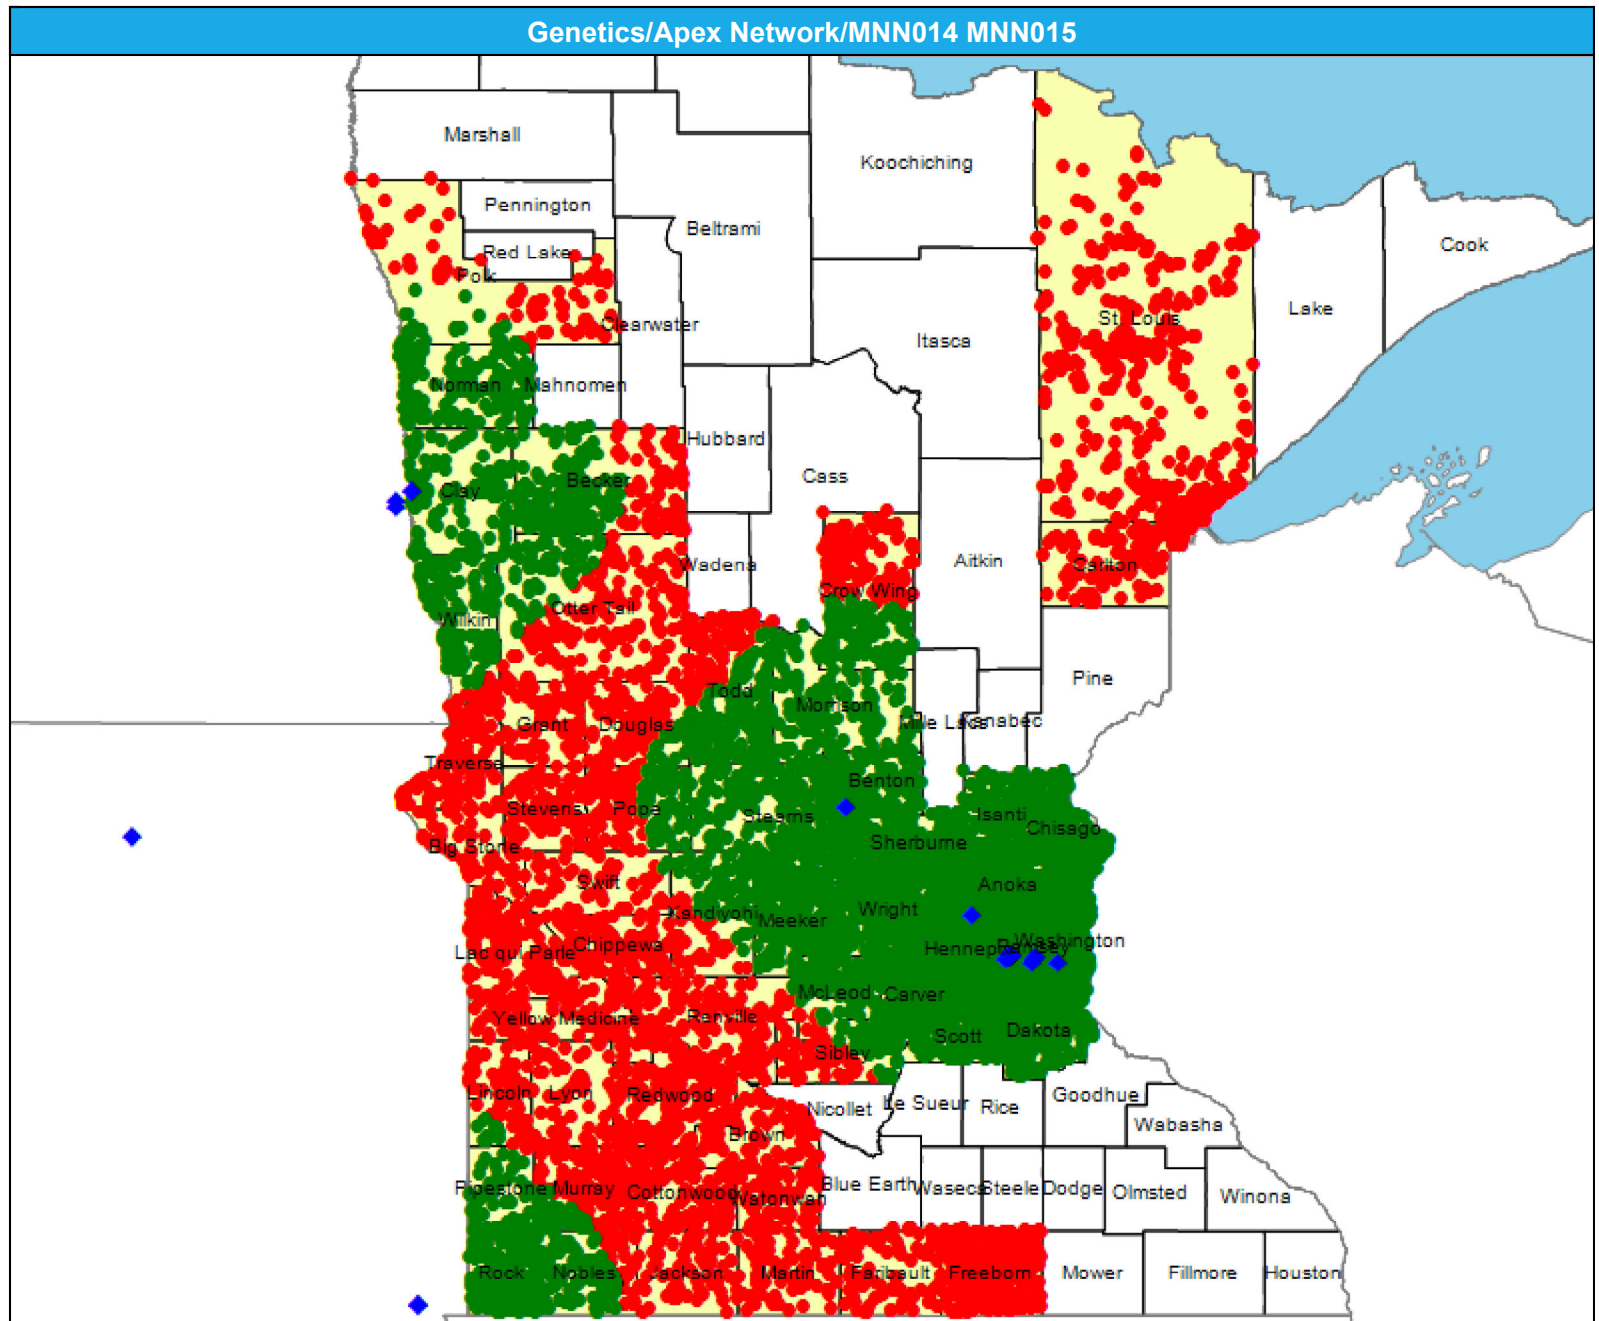 Genetics/Apex Network/MNN014 MNN015
Marshall
Koochiching
Pennington
Beltrami
Red Lake
Cook
Polk
Lake
St. Louis
Clearwater
Itasca
Norman
Mahnomen
Hubbard
Cass
Becker
Clay
Aitkin
Wadena
Carlton
Crow Wing
Otter Tail
Wilkin
Pine
Todd
Morrison
Mille Lacs
Kanabec
Grant
Douglas
Traverse
Benton
Stevens
Pope
Stearns
Isanti
Chisago
Sherburne
Big Stone
Swift
Anoka
Wright
Kandiyohi
Meeker
Washington
Hennepin
Ramsey
Chippewa
Lac qui Parle
McLeod
Carver
Renville
Yellow Medicine
Dakota
Scott
Sibley
Lincoln
Lyon
Redwood
Goodhue
Le Sueur
Rice
Nicollet
Wabasha
Brown
Blue Earth
Waseca
Steele
Dodge
Olmsted
Winona
Pipestone
Murray
Cottonwood
Watonwan
Rock
Nobles
Jackson
Martin
Faribault
Freeborn
Mower
Fillmore
Houston